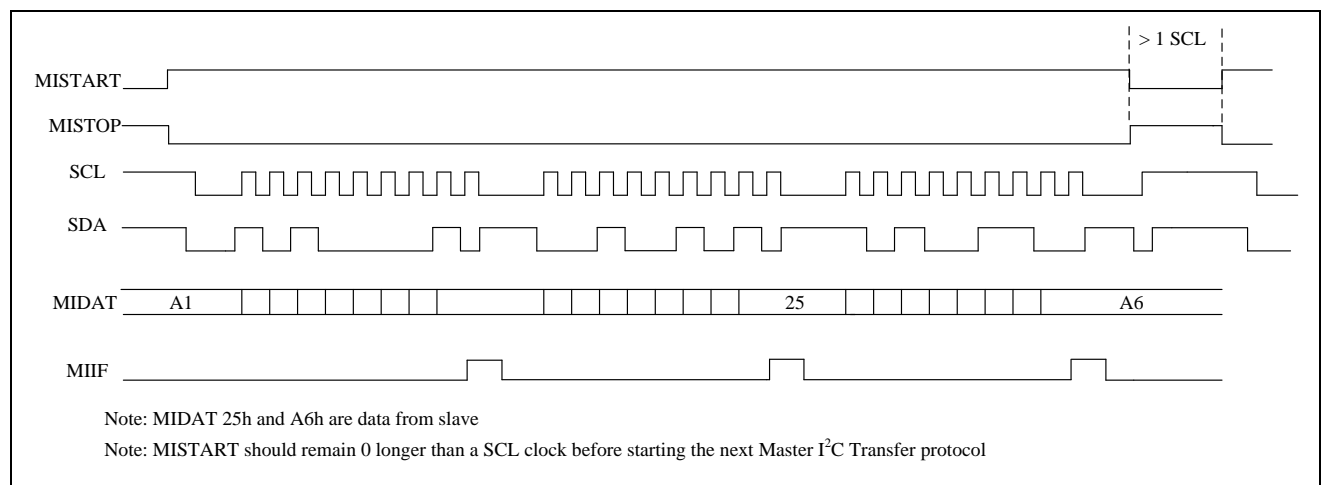 > 1 SCL
MISTART
MISTOP
SCL
SDA
MIDAT A1 25 A6
MIIF
Note: MIDAT 25h and A6h are data from slave
Note: MISTART should remain 0 longer than a SCL clock before starting the next Master I²C Transfer protocol